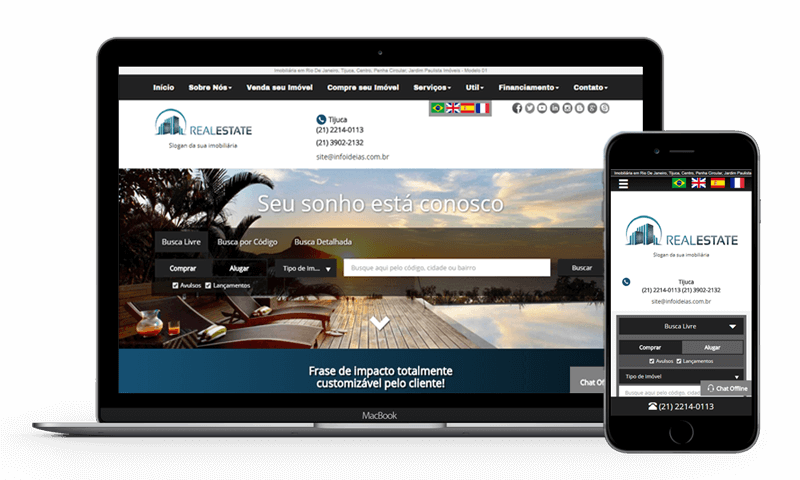 Imobiliária em Rio De Janeiro, Tijuca, Centro, Penha Circular, Jardim Paulista Imóveis - Modelo 01
Início Sobre Nós Venda seu Imóvel Compre seu Imóvel Serviços Util Financiamento Contato
REALESTATE
Slogan da sua imobiliária
Tijuca
(21) 2214-0113
(21) 3902-2132
site@infoideias.com.br
Seu sonho está conosco
Busca Livre Busca por Código Busca Detalhada
Comprar Alugar Tipo de Im... Busque aqui pelo código, cidade ou bairro Buscar
Avulsos Lançamentos
Frase de impacto totalmente
customizável pelo cliente!
Chat Of
MacBook
Imobiliária em Rio De Janeiro, Tijuca, Centro, Penha Circular, Jardim Paulista
REALESTATE
Slogan da sua imobiliária
Tijuca
(21) 2214-0113 (21) 3902-2132
site@infoideias.com.br
Busca Livre
Comprar Alugar
Avulsos Lançamentos
Tipo de Imóvel
Busque aqui pelo código, cid
Chat Offline
(21) 2214-0113